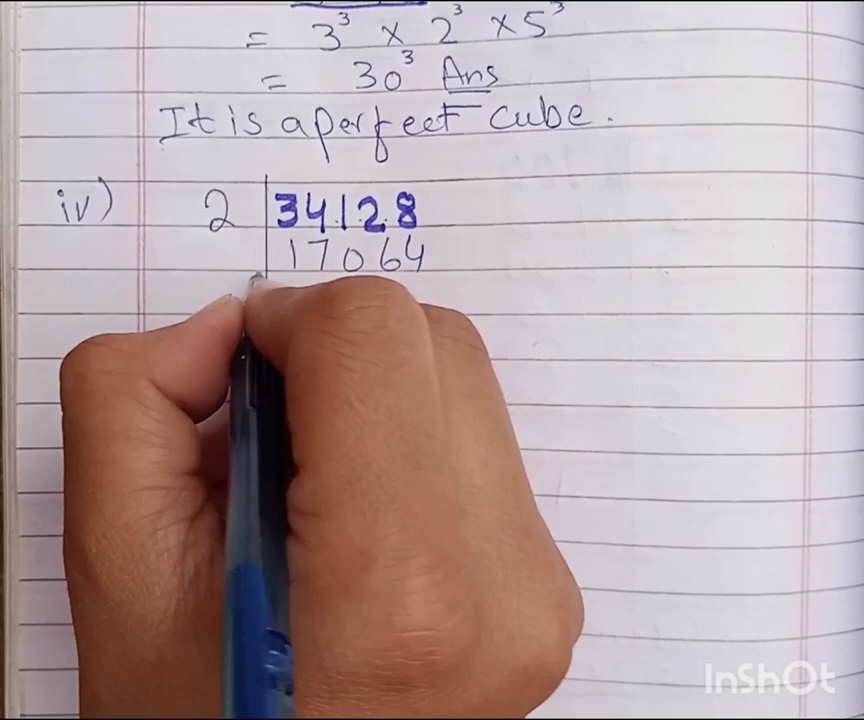 = 3³ × 2³ × 5³
= 30³ Ans
It is a perfect cube.
iv) 2 | 34128
17064
InShOt